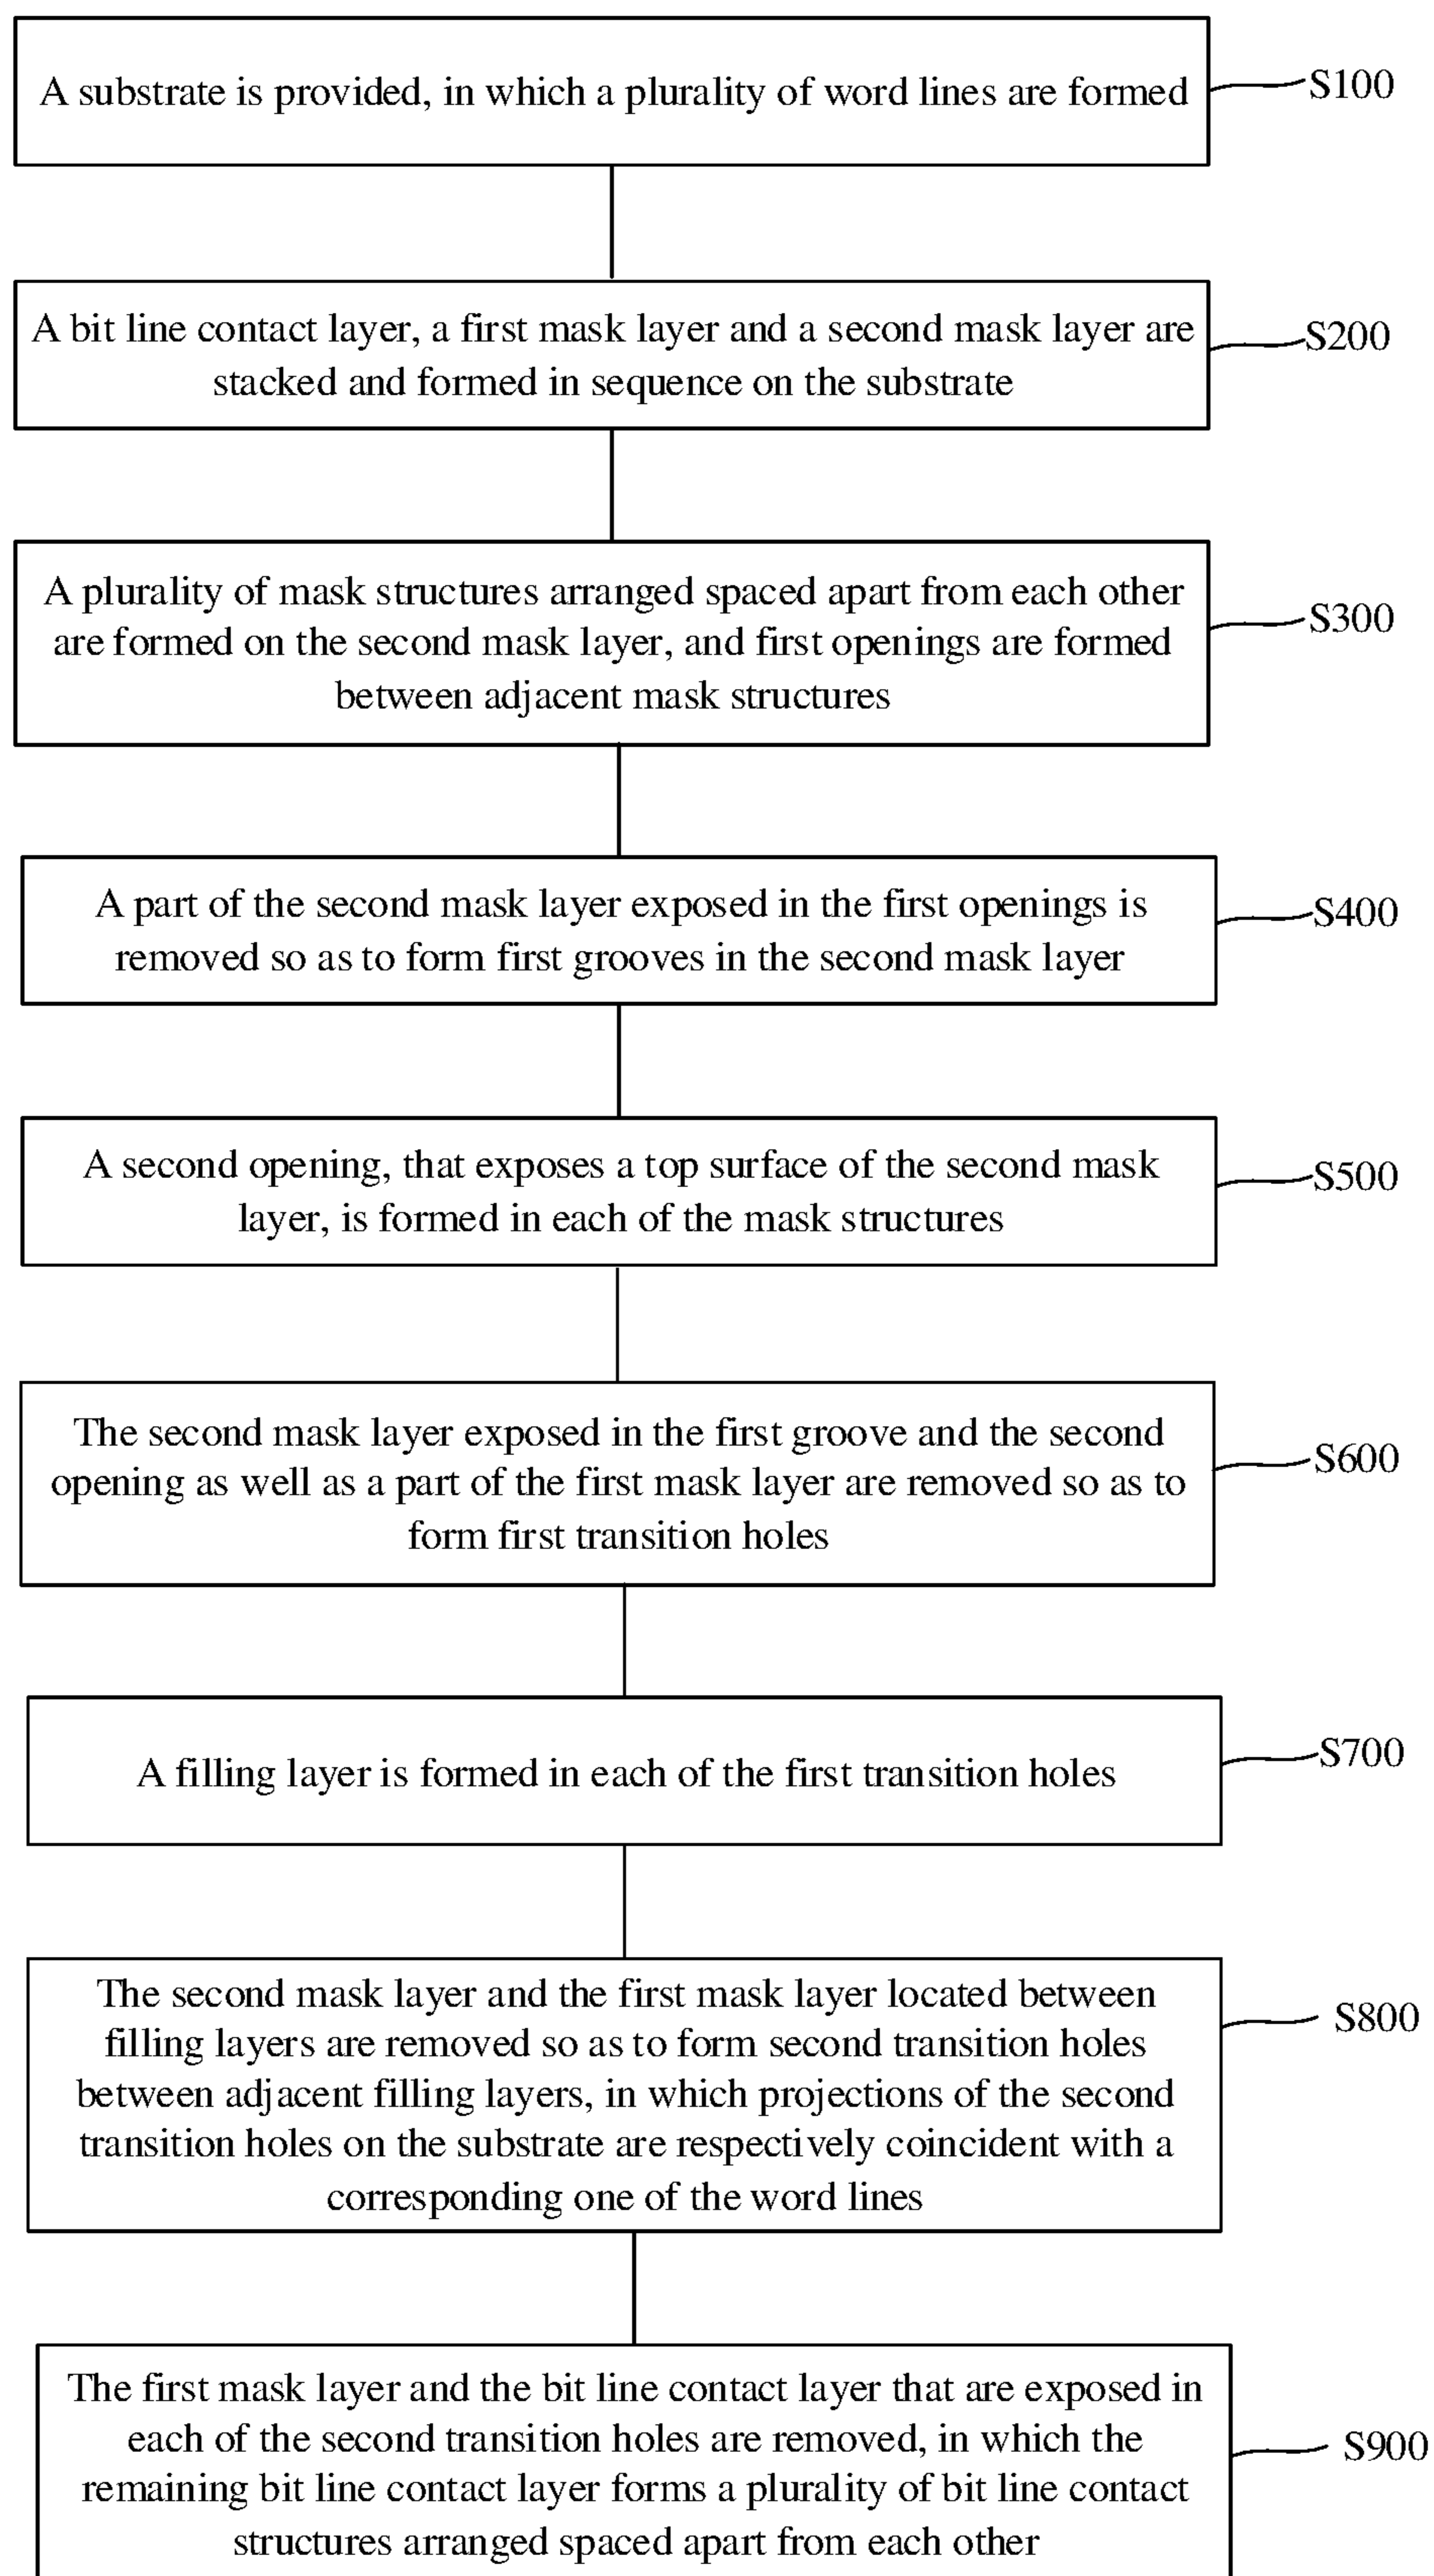 A substrate is provided, in which a plurality of word lines are formed
S100
A bit line contact layer, a first mask layer and a second mask layer are
stacked and formed in sequence on the substrate
S200
A plurality of mask structures arranged spaced apart from each other
are formed on the second mask layer, and first openings are formed
between adjacent mask structures
S300
A part of the second mask layer exposed in the first openings is
removed so as to form first grooves in the second mask layer
S400
A second opening, that exposes a top surface of the second mask
layer, is formed in each of the mask structures
S500
The second mask layer exposed in the first groove and the second
opening as well as a part of the first mask layer are removed so as to
form first transition holes
S600
A filling layer is formed in each of the first transition holes
S700
The second mask layer and the first mask layer located between
filling layers are removed so as to form second transition holes
between adjacent filling layers, in which projections of the second
transition holes on the substrate are respectively coincident with a
corresponding one of the word lines
S800
The first mask layer and the bit line contact layer that are exposed in
each of the second transition holes are removed, in which the
remaining bit line contact layer forms a plurality of bit line contact
structures arranged spaced apart from each other
S900